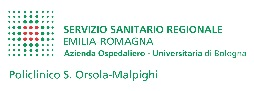 SERVIZIO SANITARIO REGIONALE
EMILIA ROMAGNA
Azienda Ospedaliero - Universitaria di Bologna
Policlinico S. Orsola-Malpighi